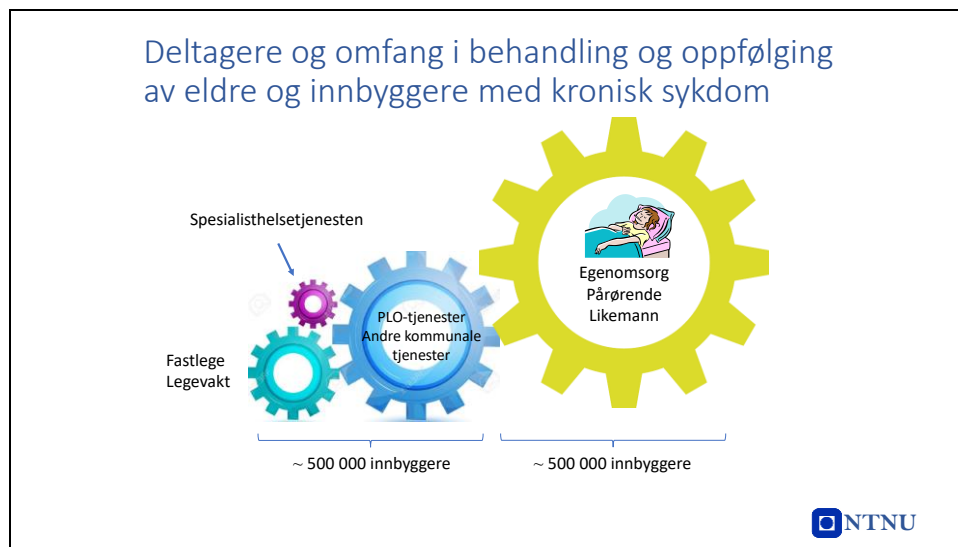 Deltagere og omfang i behandling og oppfølging
av eldre og innbyggere med kronisk sykdom
Spesialisthelsetjenesten
Egenomsorg
Pårørende
Likemann
PLO-tjenester
Andre kommunale
tjenester
Fastlege
Legevakt
~ 500 000 innbyggere
~ 500 000 innbyggere
NTNU